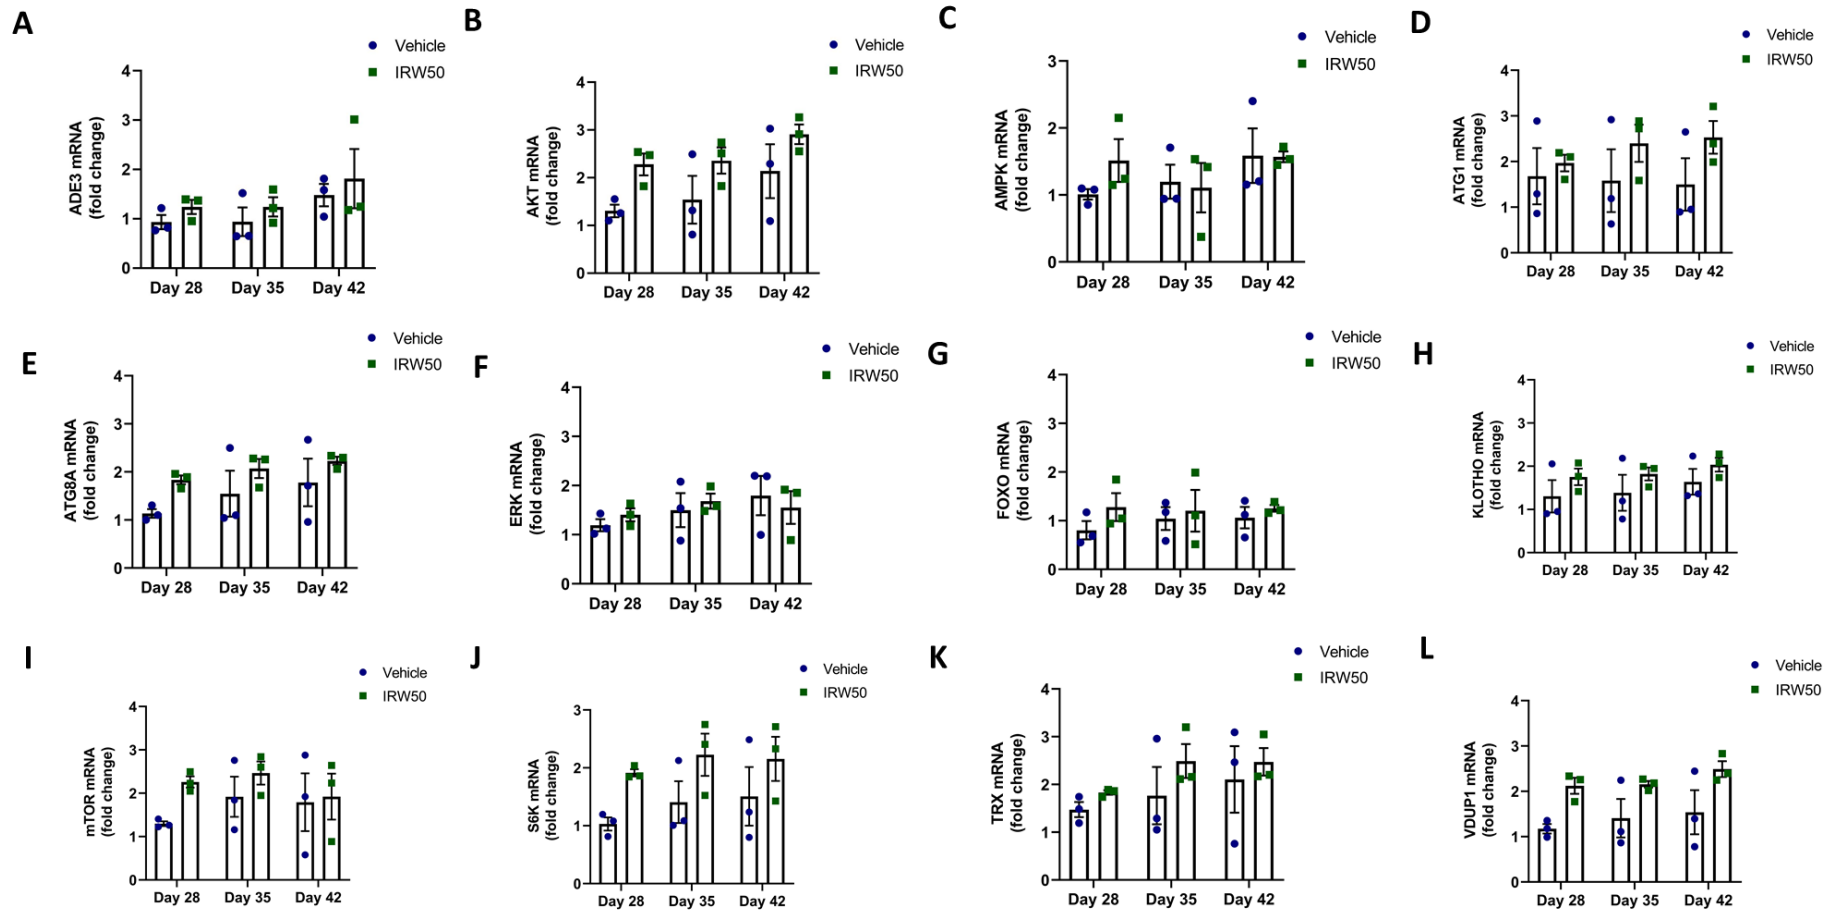 A
Vehicle
IRW50
ADE3 mRNA
(fold change)
4
3
2
1
0
Day 28
Day 35
Day 42
B
Vehicle
IRW50
AKT mRNA
(fold change)
4
3
2
1
0
Day 28
Day 35
Day 42
C
Vehicle
IRW50
AMPK mRNA
(fold change)
3
2
1
0
Day 28
Day 35
Day 42
D
Vehicle
IRW50
ATG1 mRNA
(fold change)
4
3
2
1
0
Day 28
Day 35
Day 42
E
Vehicle
IRW50
ATG8A mRNA
(fold change)
4
3
2
1
0
Day 28
Day 35
Day 42
F
Vehicle
IRW50
ERK mRNA
(fold change)
4
3
2
1
0
Day 28
Day 35
Day 42
G
Vehicle
IRW50
FOXO mRNA
(fold change)
4
3
2
1
0
Day 28
Day 35
Day 42
H
Vehicle
IRW50
KLOTHO mRNA
(fold change)
4
3
2
1
0
Day 28
Day 35
Day 42
I
Vehicle
IRW50
mTOR mRNA
(fold change)
4
3
2
1
0
Day 28
Day 35
Day 42
J
Vehicle
IRW50
S6K mRNA
(fold change)
3
2
1
0
Day 28
Day 35
Day 42
K
Vehicle
IRW50
TRX mRNA
(fold change)
4
3
2
1
0
Day 28
Day 35
Day 42
L
Vehicle
IRW50
VDUP1 mRNA
(fold change)
4
3
2
1
0
Day 28
Day 35
Day 42